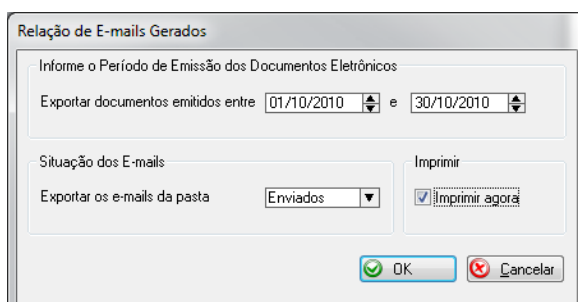 Relação de E-mails Gerados
Informe o Período de Emissão dos Documentos Eletrônicos
Exportar documentos emitidos entre 01/10/2010 e 30/10/2010
Situação dos E-mails
Exportar os e-mails da pasta Enviados
Imprimir
Imprimir agora
OK Cancelar